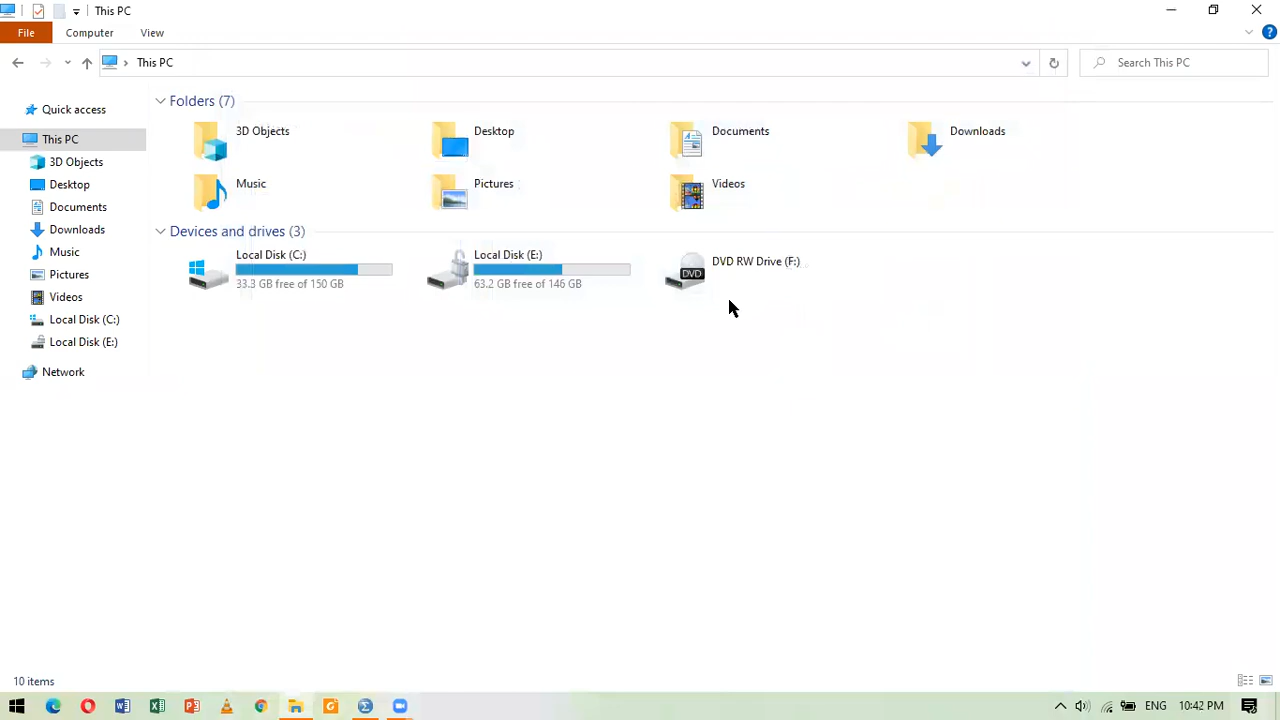 This PC
File
Computer
View
This PC
Search This PC
Quick access
This PC
3D Objects
Desktop
Documents
Downloads
Music
Pictures
Videos
Local Disk (C:)
Local Disk (E:)
Network
Folders (7)
3D Objects
Desktop
Documents
Downloads
Music
Pictures
Videos
Devices and drives (3)
Local Disk (C:)
33.3 GB free of 150 GB
Local Disk (E:)
63.2 GB free of 146 GB
DVD
DVD RW Drive (F:)
10 items
ENG
10:42 PM